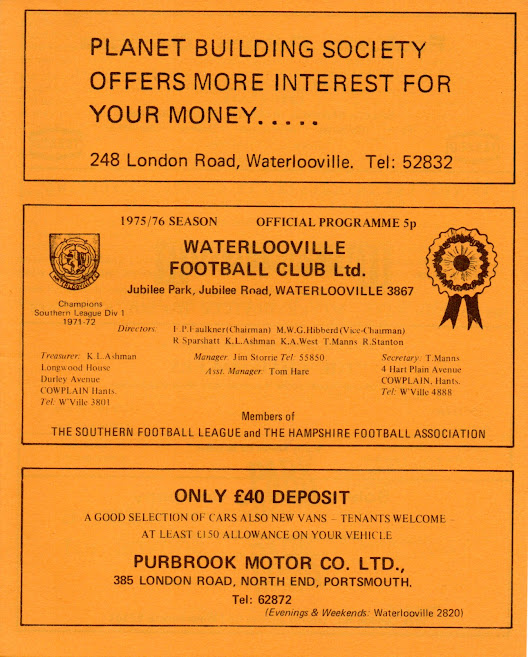 PLANET BUILDING SOCIETY
OFFERS MORE INTEREST FOR
YOUR MONEY.....
248 London Road, Waterlooville. Tel: 52832
1975/76 SEASON OFFICIAL PROGRAMME 5p
WATERLOOVILLE
FOOTBALL CLUB Ltd.
Jubilee Park, Jubilee Road, WATERLOOVILLE 3867
WATERLOOVILLE F.C.
Champions
Southern League Div 1
1971-72
Directors: F.P.Faulkner(Chairman) M.W.G.Hibberd(Vice-Chairman)
R Sparshatt K.L.Ashman K.A.West T.Manns R.Stanton
Treasurer: K.L.Ashman
Longwood House
Durley Avenue
COWPLAIN Hants.
Tel: W'Ville 3801
Manager: Jim Storrie Tel: 55850
Asst. Manager: Tom Hare
Secretary: T.Manns
4 Hart Plain Avenue
COWPLAIN, Hants.
Tel: W'Ville 4888
Members of
THE SOUTHERN FOOTBALL LEAGUE and THE HAMPSHIRE FOOTBALL ASSOCIATION
ONLY £40 DEPOSIT
A GOOD SELECTION OF CARS ALSO NEW VANS – TENANTS WELCOME –
AT LEAST £150 ALLOWANCE ON YOUR VEHICLE
PURBROOK MOTOR CO. LTD.,
385 LONDON ROAD, NORTH END, PORTSMOUTH.
Tel: 62872
(Evenings & Weekends: Waterlooville 2820)